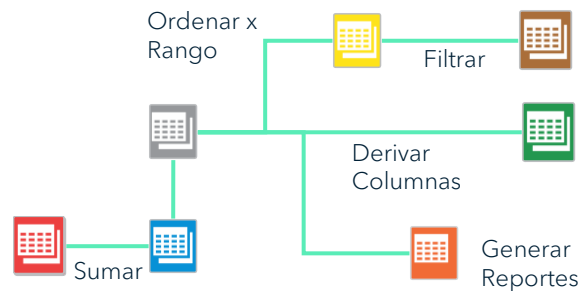 Ordenar x
Rango
Filtrar
Derivar
Columnas
Sumar
Generar
Reportes